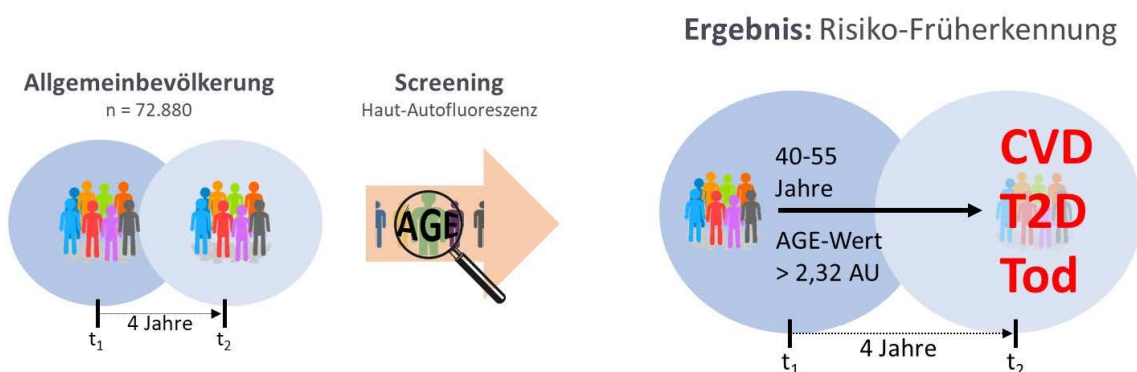 Ergebnis: Risiko-Früherkennung
Allgemeinbevölkerung
n = 72.880
4 Jahre
t₁
t₂
Screening
Haut-Autofluoreszenz
AGE
40-55
Jahre
AGE-Wert
> 2,32 AU
CVD
T2D
Tod
4 Jahre
t₁
t₂